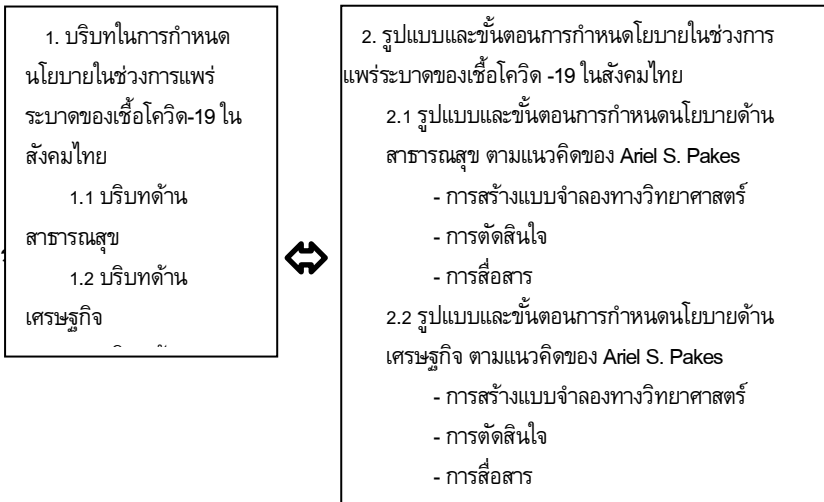 1. บริบทในการกำหนด
นโยบายในช่วงการแพร่
ระบาดของเชื้อโควิด-19 ใน
สังคมไทย
1.1 บริบทด้าน
สาธารณสุข
1.2 บริบทด้าน
เศรษฐกิจ
2. รูปแบบและขั้นตอนการกำหนดโยบายในช่วงการ
แพร่ระบาดของเชื้อโควิด -19 ในสังคมไทย
2.1 รูปแบบและขั้นตอนการกำหนดนโยบายด้าน
สาธารณสุข ตามแนวคิดของ Ariel S. Pakes
- การสร้างแบบจำลองทางวิทยาศาสตร์
- การตัดสินใจ
- การสื่อสาร
2.2 รูปแบบและขั้นตอนการกำหนดนโยบายด้าน
เศรษฐกิจ ตามแนวคิดของ Ariel S. Pakes
- การสร้างแบบจำลองทางวิทยาศาสตร์
- การตัดสินใจ
- การสื่อสาร